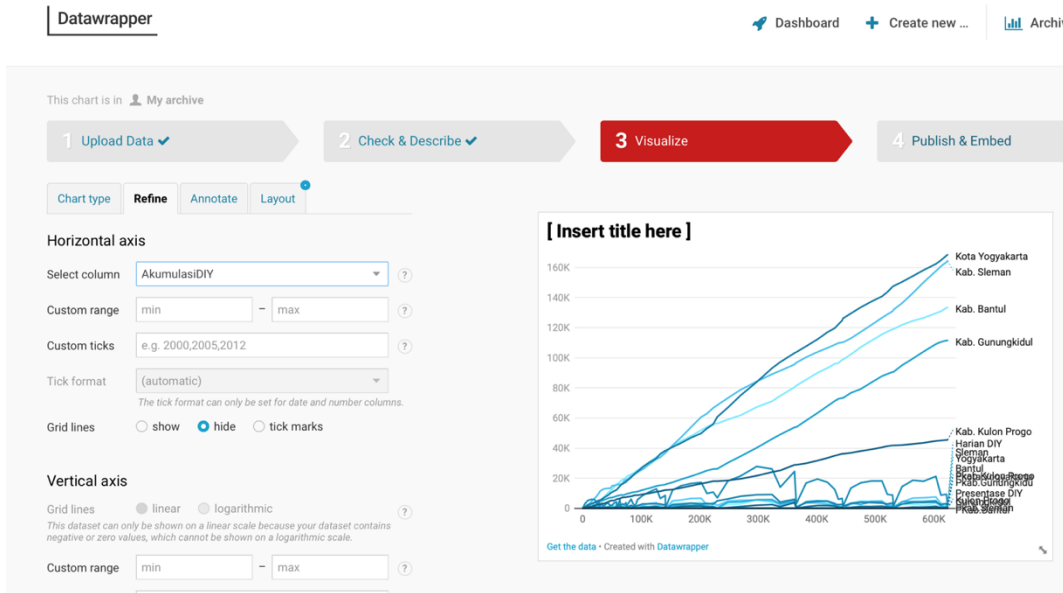 Datawrapper
Dashboard
Create new ...
Archiv
This chart is in My archive
1 Upload Data
2 Check & Describe
3 Visualize
4 Publish & Embed
Chart type
Refine
Annotate
Layout
Horizontal axis
Select column
AkumulasiDIY
?
Custom range
min
–
max
?
Custom ticks
e.g. 2000,2005,2012
?
Tick format
(automatic)
The tick format can only be set for date and number columns.
Grid lines
show
hide
tick marks
Vertical axis
Grid lines
linear
logarithmic
?
This dataset can only be shown on a linear scale because your dataset contains
negative or zero values, which cannot be shown on a logarithmic scale.
Custom range
min
–
max
?
[ Insert title here ]
160K
140K
120K
100K
80K
60K
40K
20K
0
0
100K
200K
300K
400K
500K
600K
Kota Yogyakarta
Kab. Sleman
Kab. Bantul
Kab. Gunungkidul
Kab. Kulon Progo
Harian DIY
Sleman
Yogyakarta
Bantul
Presentase DIY
Get the data • Created with Datawrapper